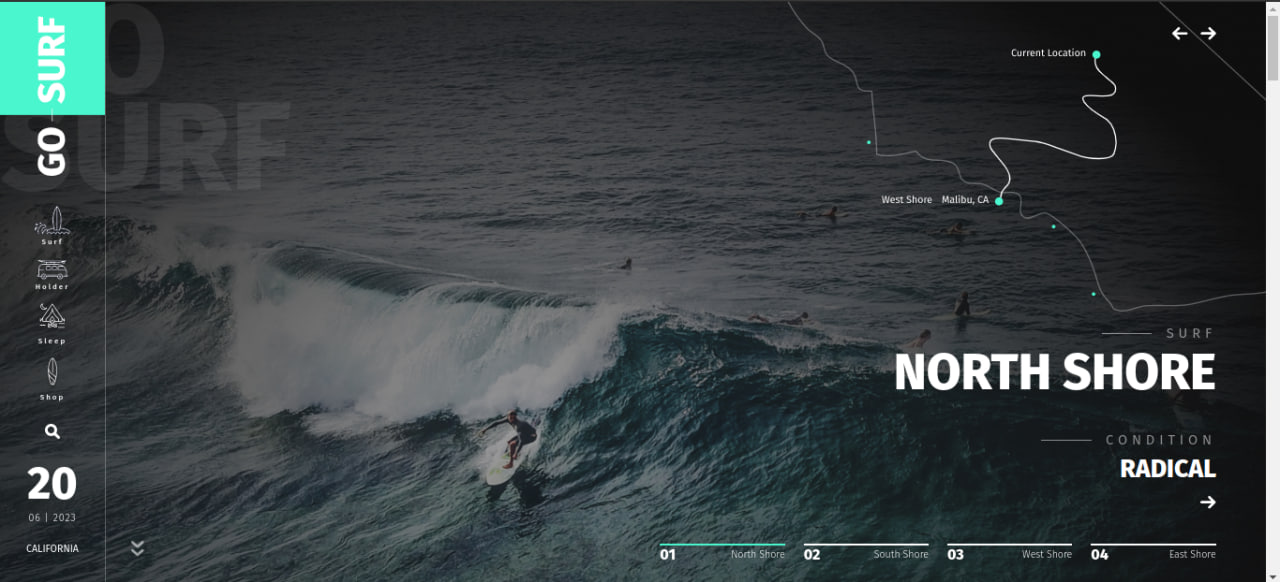 GO SURF
GO
SURF
Surf
Holder
Sleep
Shop
20
06 | 2023
CALIFORNIA
Current Location
West Shore Malibu, CA
SURF
NORTH SHORE
CONDITION
RADICAL
01 North Shore
02 South Shore
03 West Shore
04 East Shore